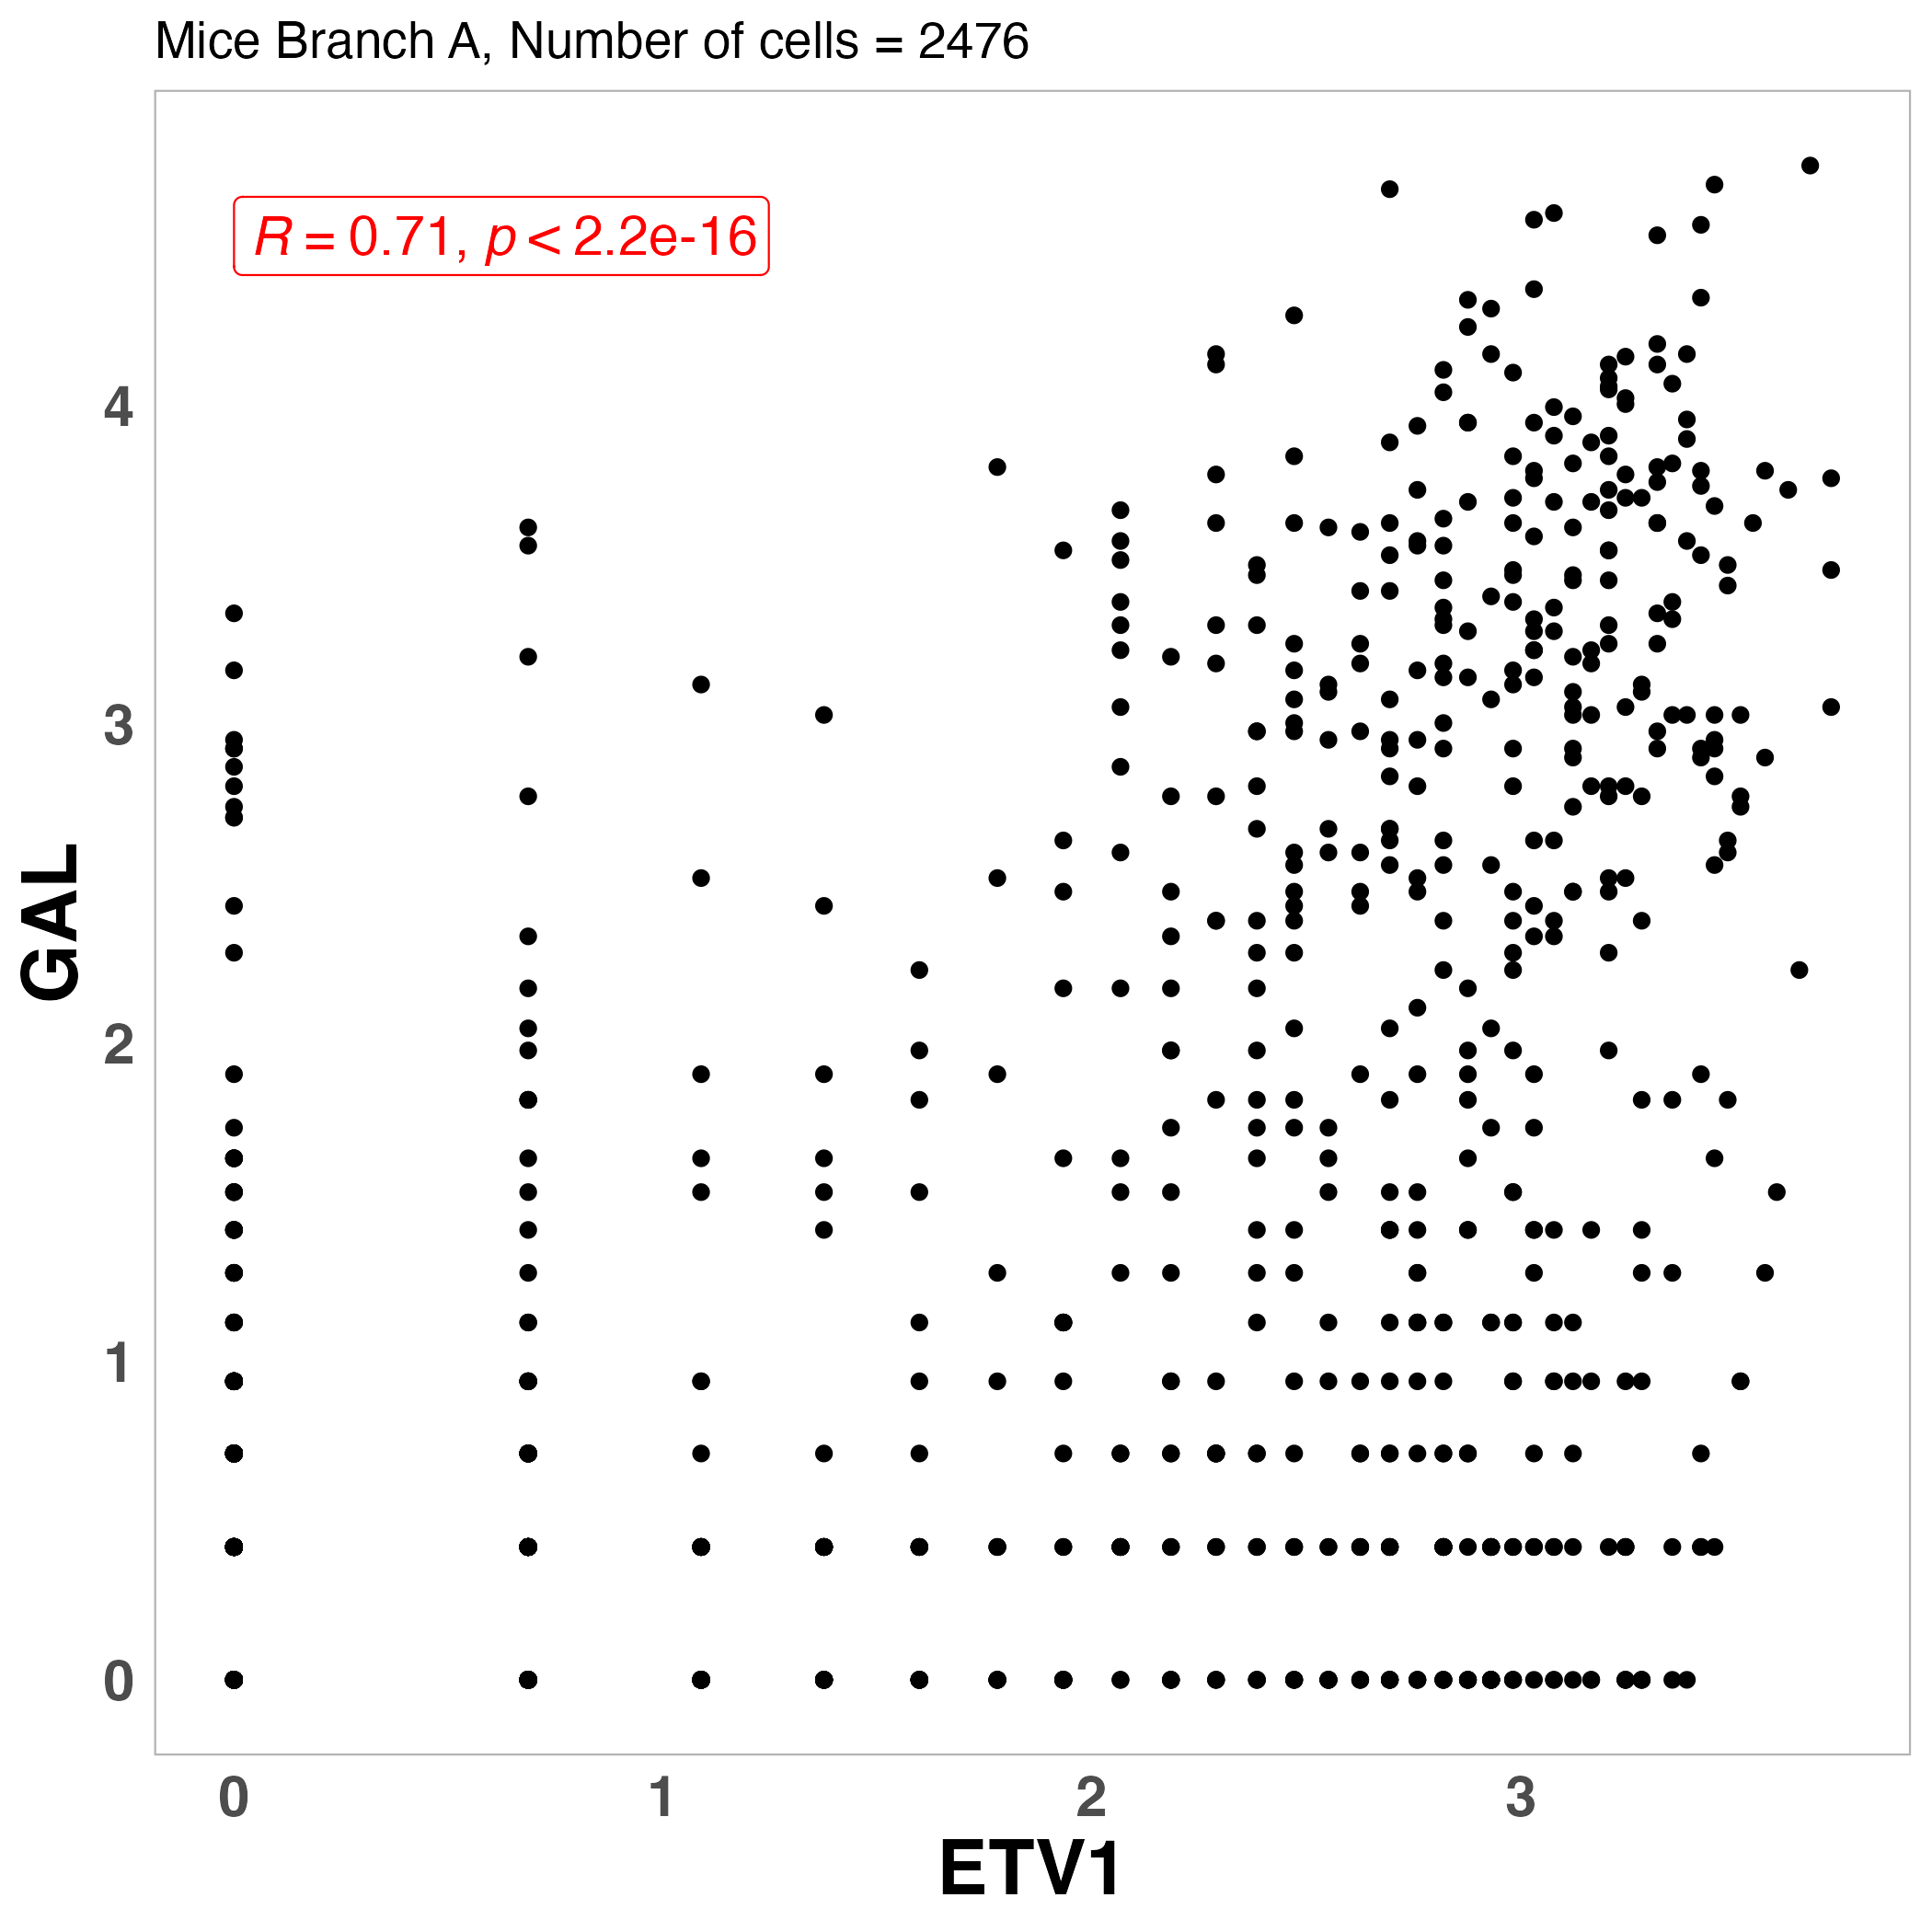 Mice Branch A, Number of cells = 2476
R = 0.71, p < 2.2e-16
4
3
2
1
0
GAL
0 1 2 3
ETV1